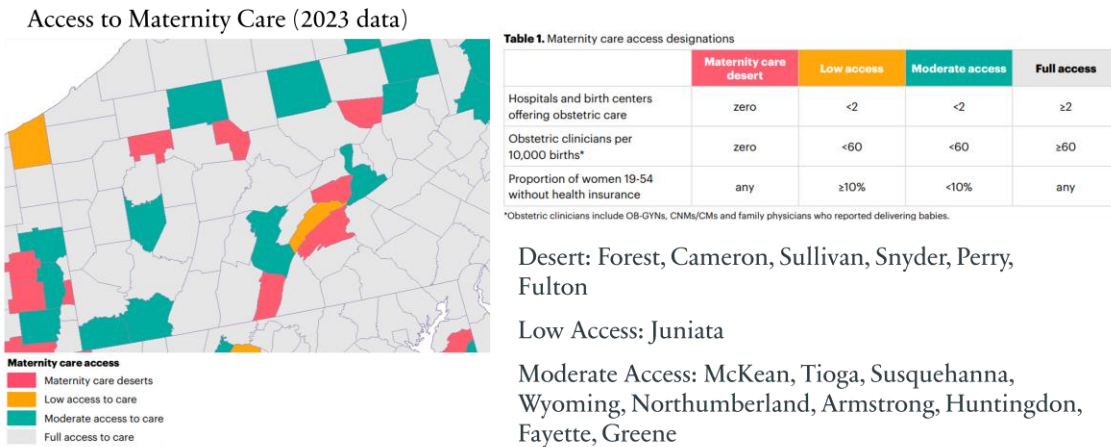 Access to Maternity Care (2023 data)
Maternity care access
Maternity care deserts
Low access to care
Moderate access to care
Full access to care
Table 1. Maternity care access designations
Maternity care desert
Low access
Moderate access
Full access
Hospitals and birth centers offering obstetric care
zero
<2
<2
≥2
Obstetric clinicians per 10,000 births*
zero
<60
<60
≥60
Proportion of women 19-54 without health insurance
any
≥10%
<10%
any
*Obstetric clinicians include OB-GYNs, CNMs/CMs and family physicians who reported delivering babies.
Desert: Forest, Cameron, Sullivan, Snyder, Perry,
Fulton
Low Access: Juniata
Moderate Access: McKean, Tioga, Susquehanna,
Wyoming, Northumberland, Armstrong, Huntingdon,
Fayette, Greene